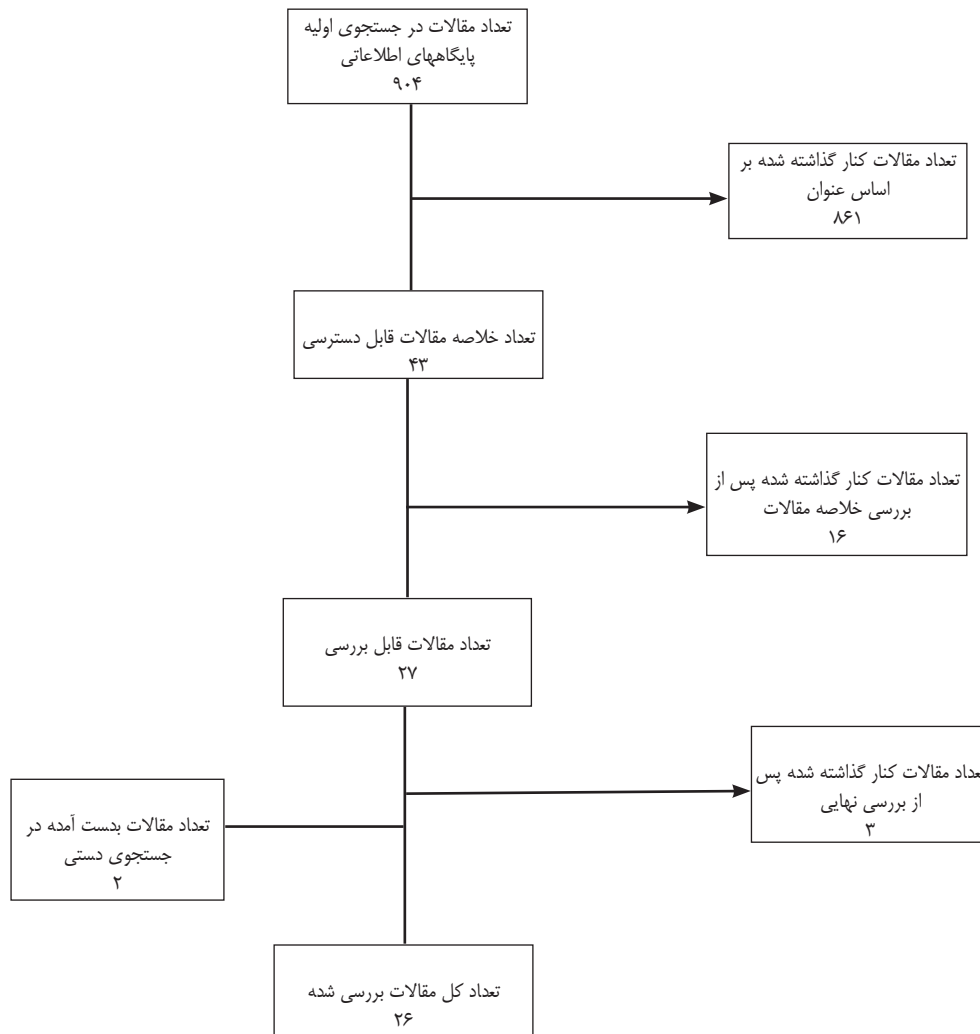 تعداد مقالات در جستجوی اولیه
پایگاههای اطلاعاتی
۹۰۴
تعداد مقالات کنار گذاشته شده بر
اساس عنوان
۸۶۱
تعداد خلاصه مقالات قابل دسترسی
۴۳
تعداد مقالات کنار گذاشته شده پس از
بررسی خلاصه مقالات
۱۶
تعداد مقالات قابل بررسی
۲۷
عداد مقالات کنار گذاشته شده پس
از بررسی نهایی
۳
تعداد مقالات بدست آمده در
جستجوی دستی
۲
تعداد کل مقالات بررسی شده
۲۶